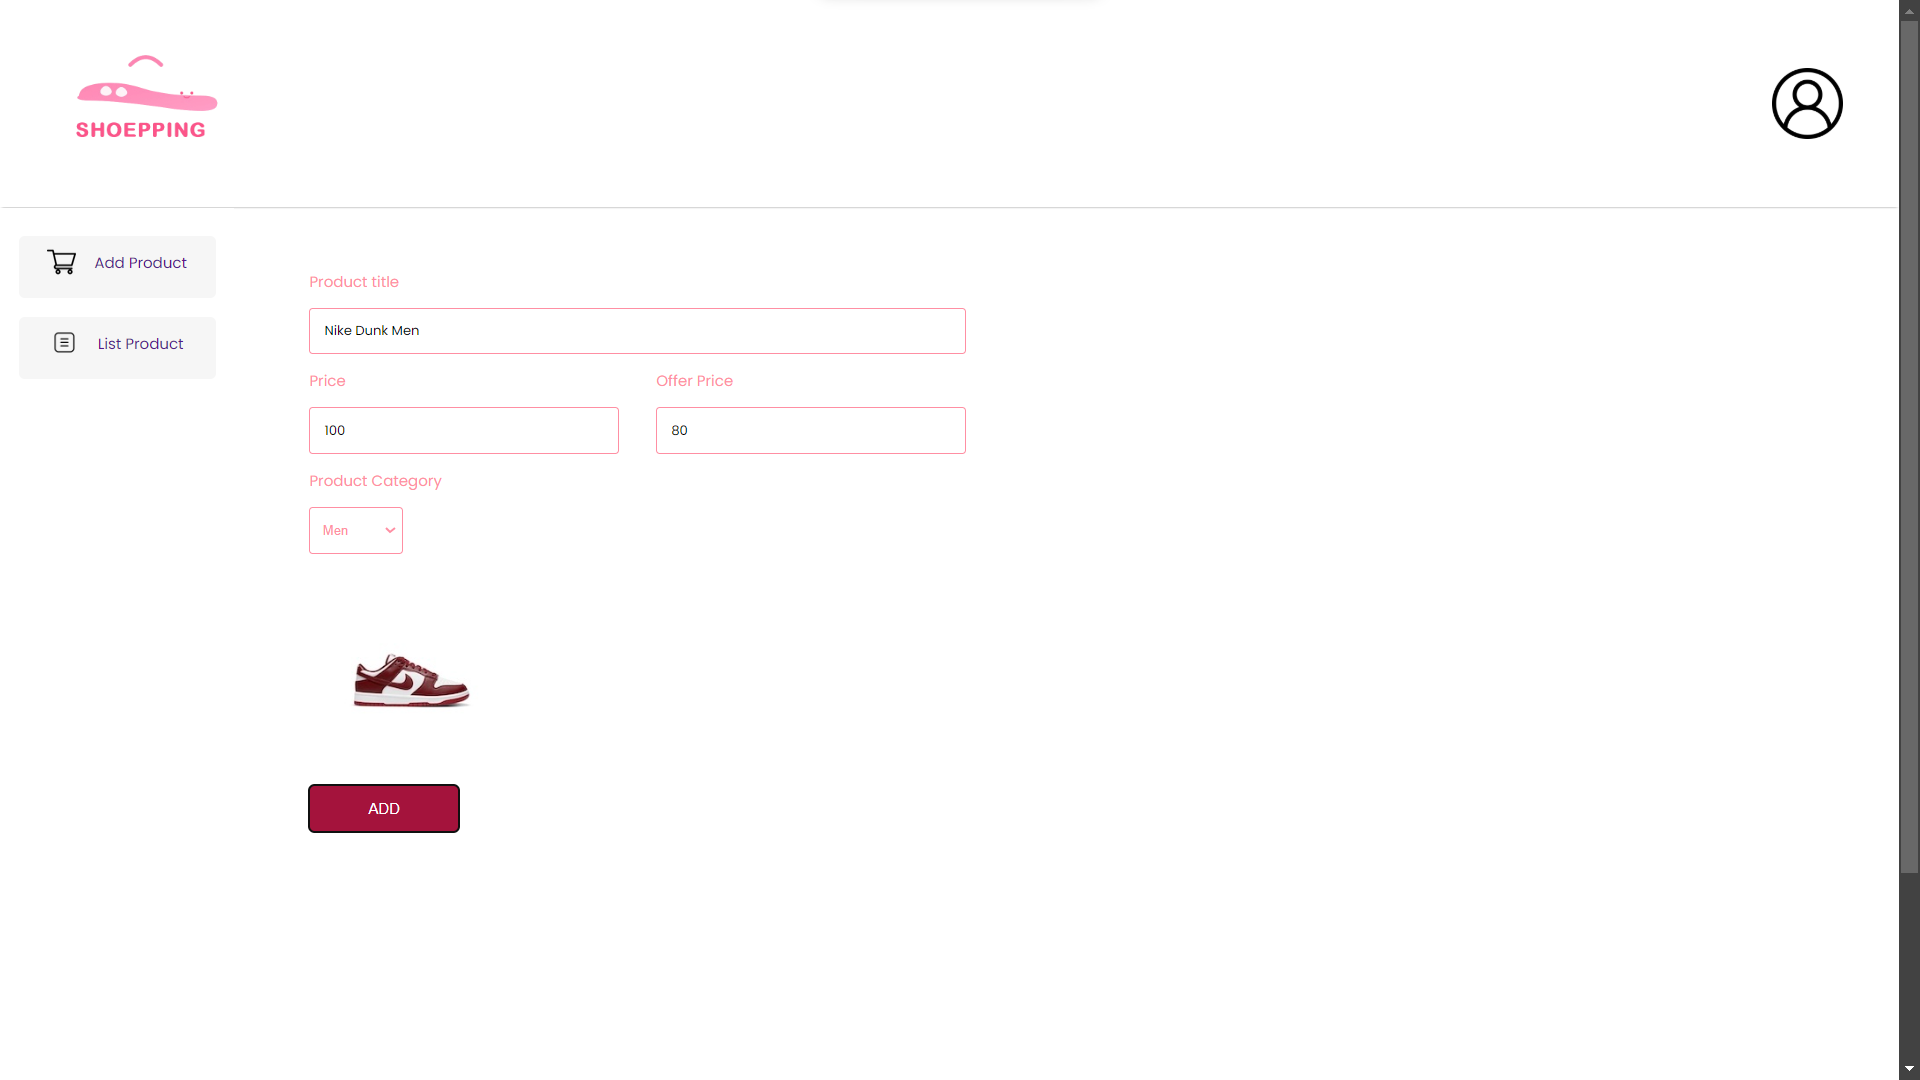 SHOEPPING
Add Product
List Product
Product title
Nike Dunk Men
Price
Offer Price
100
80
Product Category
Men
ADD